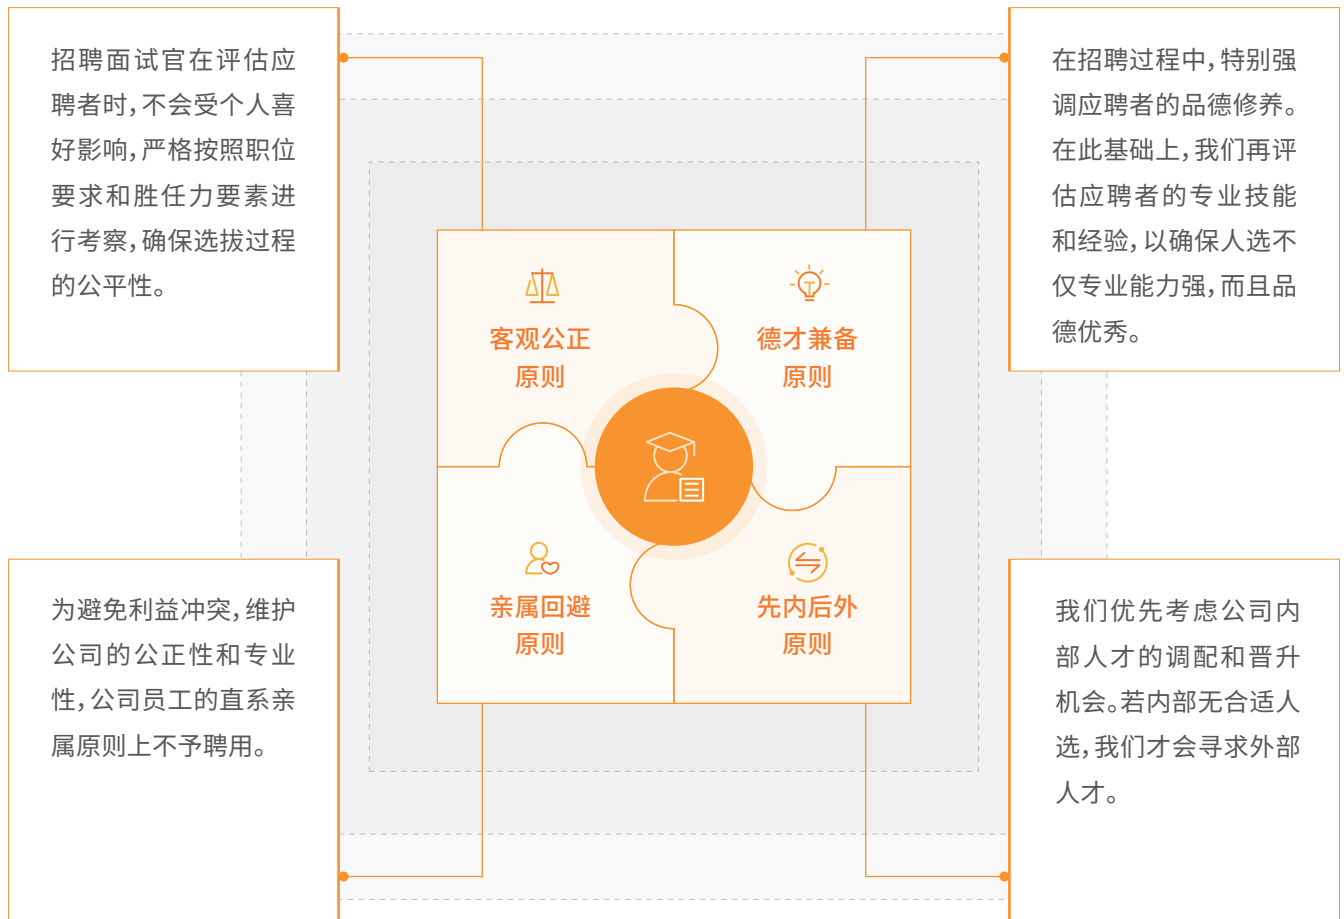 招聘面试官在评估应
聘者时，不会受个人喜
好影响，严格按照职位
要求和胜任力要素进
行考察，确保选拔过程
的公平性。
在招聘过程中，特别强
调应聘者的品德修养。
在此基础上，我们再评
估应聘者的专业技能
和经验，以确保人选不
仅专业能力强，而且品
德优秀。
客观公正
原则
德才兼备
原则
亲属回避
原则
先内后外
原则
为避免利益冲突，维护
公司的公正性和专业
性，公司员工的直系亲
属原则上不予聘用。
我们优先考虑公司内
部人才的调配和晋升
机会。若内部无合适人
选，我们才会寻求外部
人才。